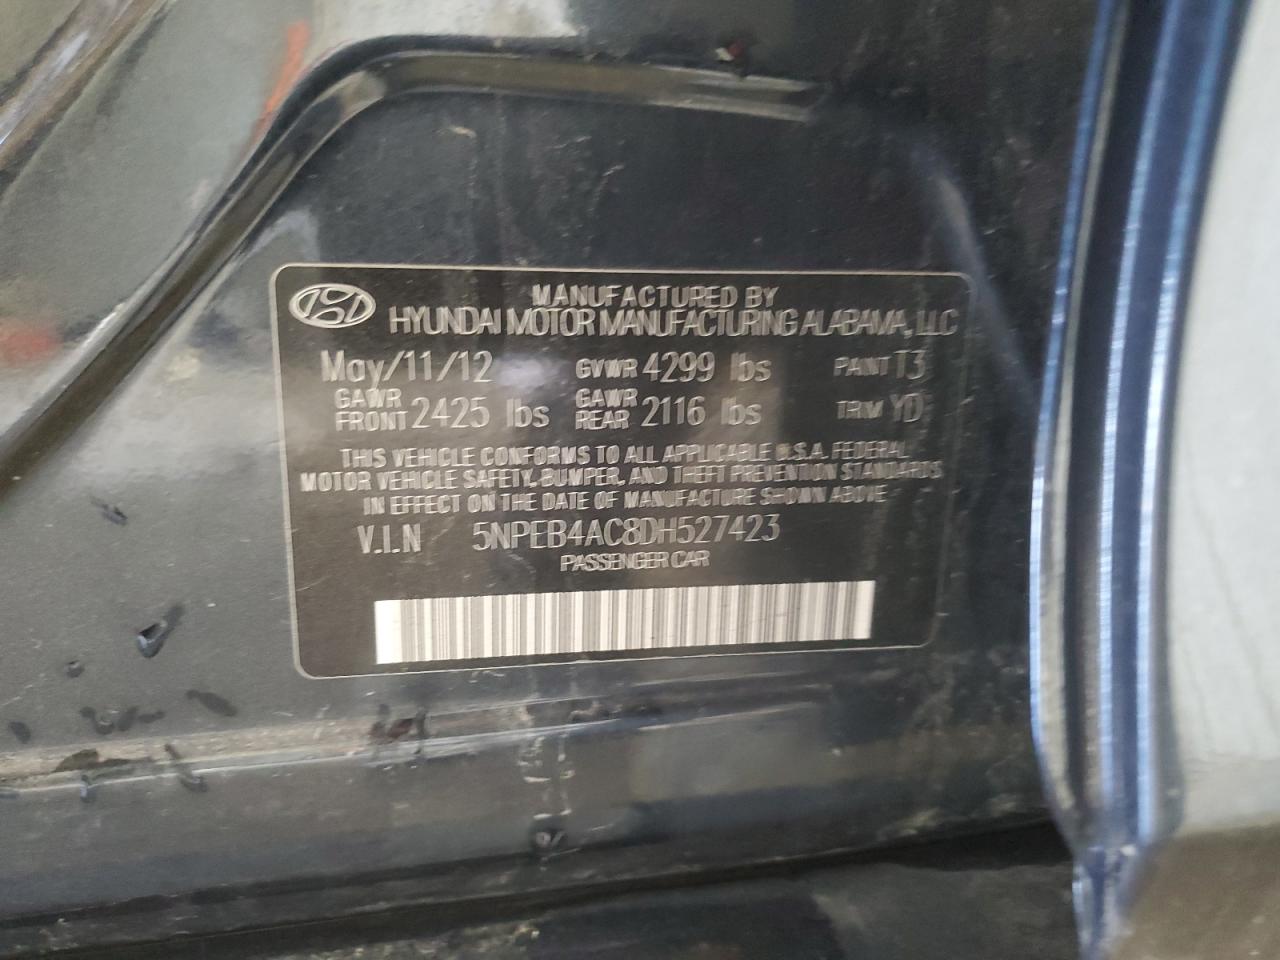 MANUFACTURED BY
HYUNDAI MOTOR MANUFACTURING ALABAMA, LLC
May/11/12 GVWR 4299 lbs PAINT T3
GAWR FRONT 2425 lbs GAWR REAR 2116 lbs TRIM YD
THIS VEHICLE CONFORMS TO ALL APPLICABLE U.S.A. FEDERAL
MOTOR VEHICLE SAFETY, BUMPER, AND THEFT PREVENTION STANDARDS
IN EFFECT ON THE DATE OF MANUFACTURE SHOWN ABOVE
V.I.N 5NPEB4AC8DH527423
PASSENGER CAR